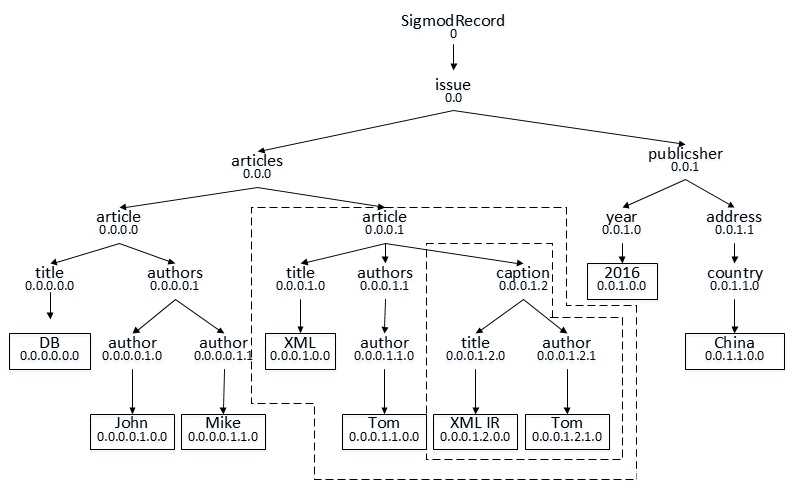 SigmodRecord
0
issue
0.0
articles
0.0.0
publicsher
0.0.1
article
0.0.0.0
article
0.0.0.1
year
0.0.1.0
address
0.0.1.1
title
0.0.0.0.0
authors
0.0.0.0.1
title
0.0.0.1.0
authors
0.0.0.1.1
caption
0.0.0.1.2
2016
0.0.1.0.0
country
0.0.1.1.0
DB
0.0.0.0.0.0
author
0.0.0.0.1.0
author
0.0.0.0.1.1
XML
0.0.0.1.0.0
author
0.0.0.1.1.0
title
0.0.0.1.2.0
author
0.0.0.1.2.1
China
0.0.1.1.0.0
John
0.0.0.0.1.0.0
Mike
0.0.0.0.1.1.0
Tom
0.0.0.1.1.0.0
XML IR
0.0.0.1.2.0.0
Tom
0.0.0.1.2.1.0